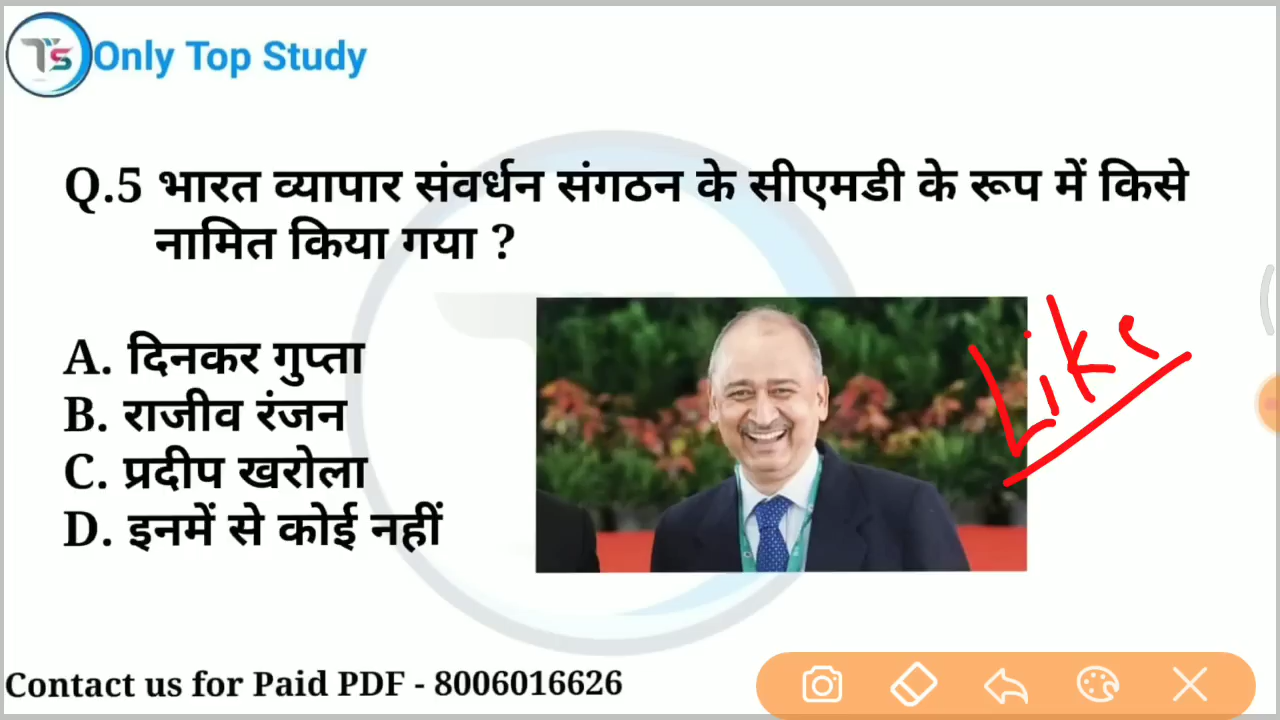 TS Only Top Study
Q.5 भारत व्यापार संवर्धन संगठन के सीएमडी के रूप में किसे
नामित किया गया ?
A. दिनकर गुप्ता
B. राजीव रंजन
C. प्रदीप खरोला
D. इनमें से कोई नहीं
Like
Contact us for Paid PDF - 8006016626